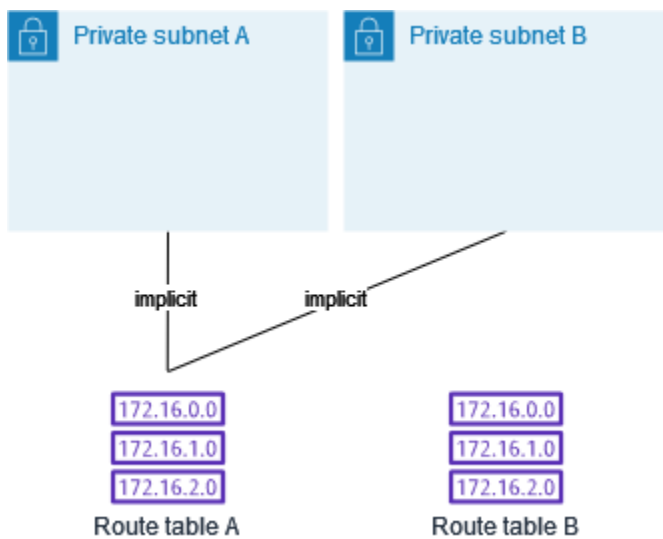 Private subnet A
Private subnet B
implicit
implicit
172.16.0.0
172.16.1.0
172.16.2.0
Route table A
172.16.0.0
172.16.1.0
172.16.2.0
Route table B